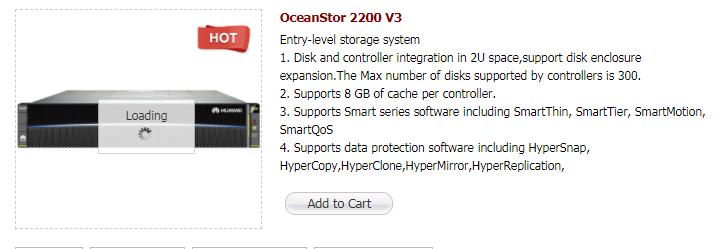 OceanStor 2200 V3
HOT
Entry-level storage system
1. Disk and controller integration in 2U space,support disk enclosure
expansion.The Max number of disks supported by controllers is 300.
2. Supports 8 GB of cache per controller.
Loading
HUAWEI
3. Supports Smart series software including SmartThin, SmartTier, SmartMotion,
SmartQoS
4. Supports data protection software including HyperSnap,
HyperCopy,HyperClone,HyperMirror,HyperReplication,
Add to Cart